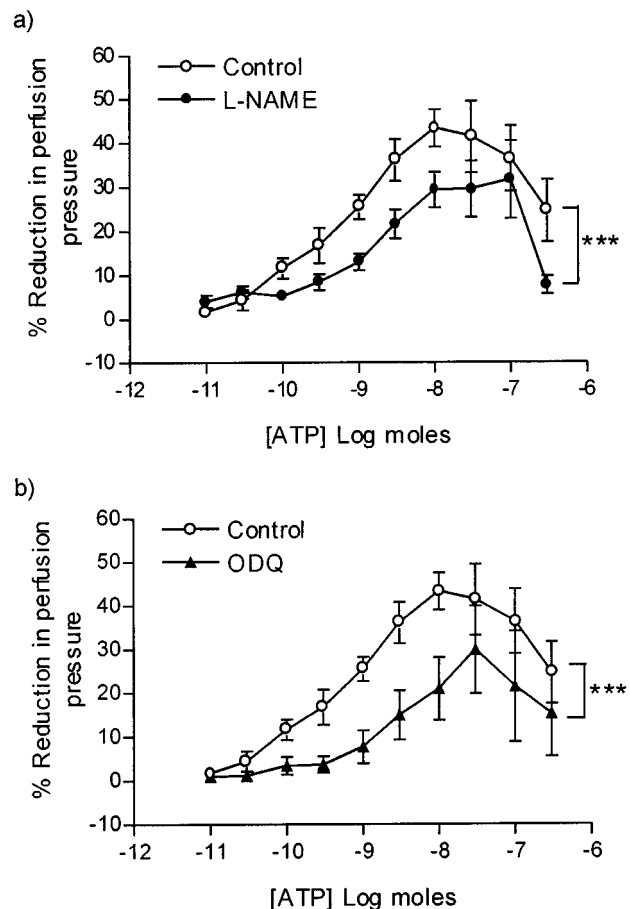 a)
60
50
40
30
20
10
0
-10
% Reduction in perfusion
pressure
Control
L-NAME
***
-12 -11 -10 -9 -8 -7 -6
[ATP] Log moles
b)
60
50
40
30
20
10
0
-10
% Reduction in perfusion
pressure
Control
ODQ
***
-12 -11 -10 -9 -8 -7 -6
[ATP] Log moles